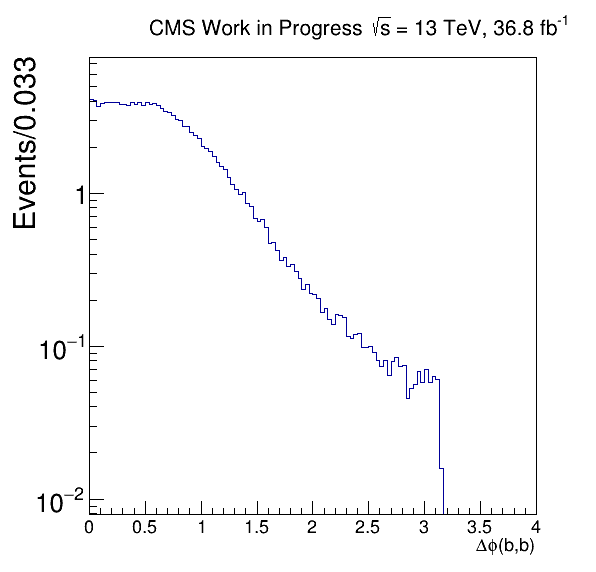 CMS Work in Progress √s = 13 TeV, 36.8 fb⁻¹
Events/0.033
1
10⁻¹
10⁻²
0 0.5 1 1.5 2 2.5 3 3.5 4
Δϕ(b,b)